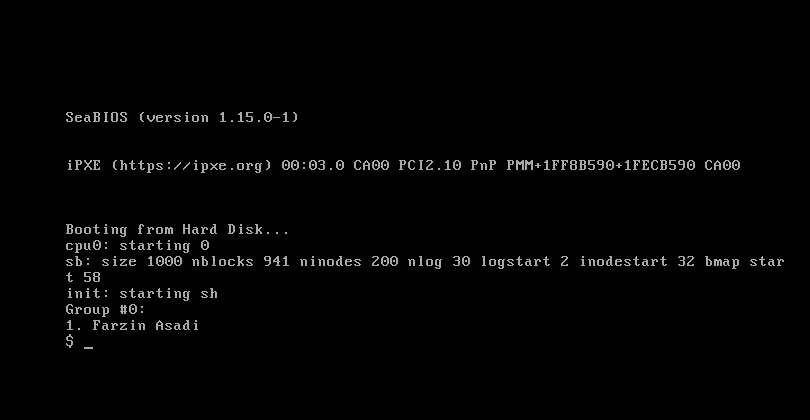 SeaBIOS (version 1.15.0-1)
iPXE (https://ipxe.org) 00:03.0 CA00 PCI2.10 PnP PMM+1FF8B590+1FECB590 CA00
Booting from Hard Disk...
cpu0: starting 0
sb: size 1000 nblocks 941 ninodes 200 nlog 30 logstart 2 inodestart 32 bmap star
t 58
init: starting sh
Group #0:
1. Farzin Asadi
$ _